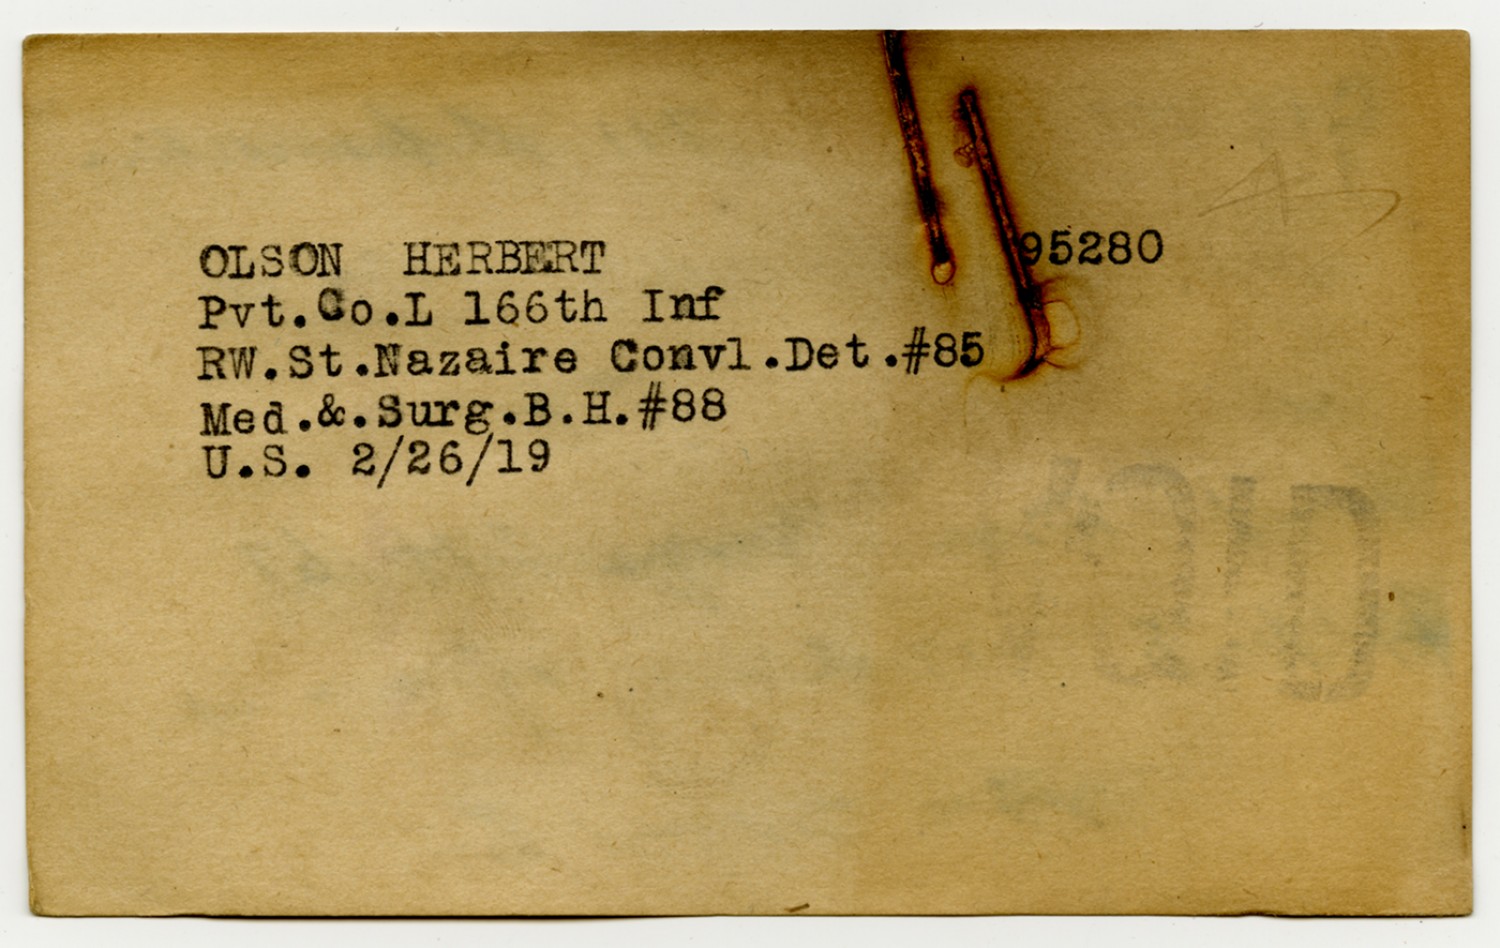 OLSON HERBERT 95280
Pvt.Co.L 166th Inf
RW.St.Nazaire Convl.Det.#85
Med.&.Surg.B.H.#88
U.S. 2/26/19